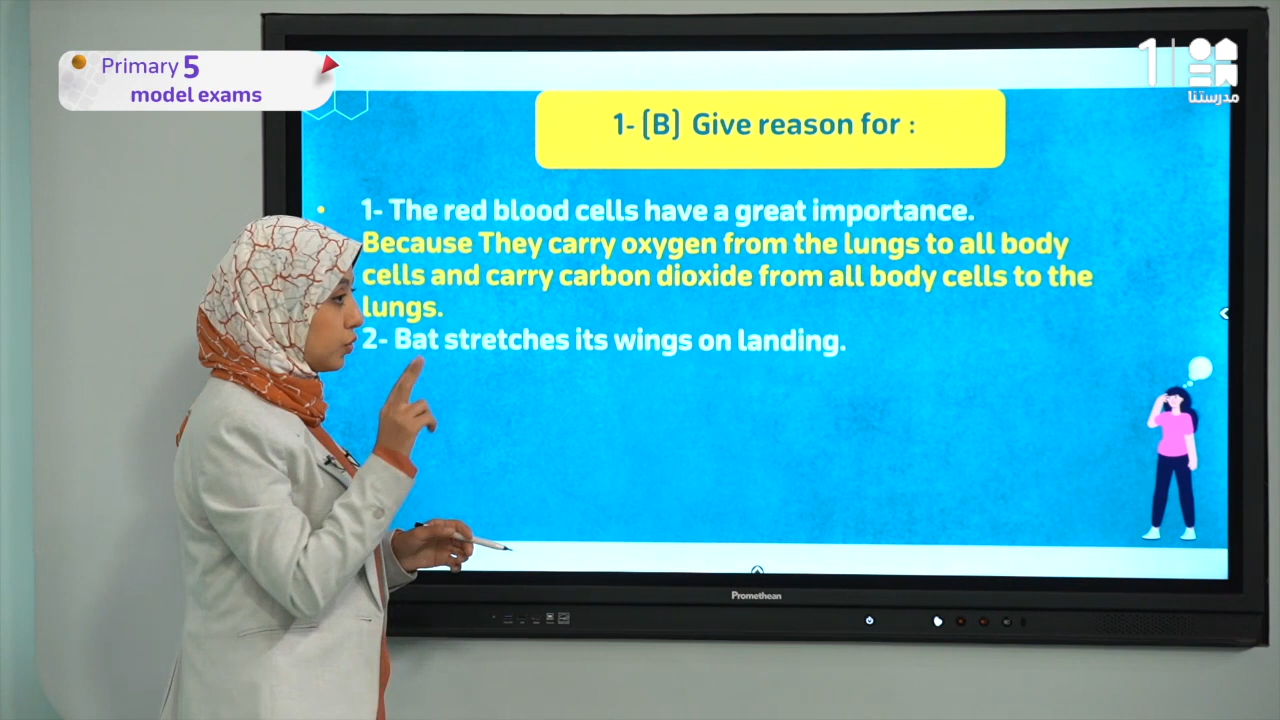 Primary 5
model exams
1
مدرستنا
1- (B) Give reason for :
• 1- The red blood cells have a great importance.
Because They carry oxygen from the lungs to all body
cells and carry carbon dioxide from all body cells to the
lungs.
2- Bat stretches its wings on landing.
Promethean